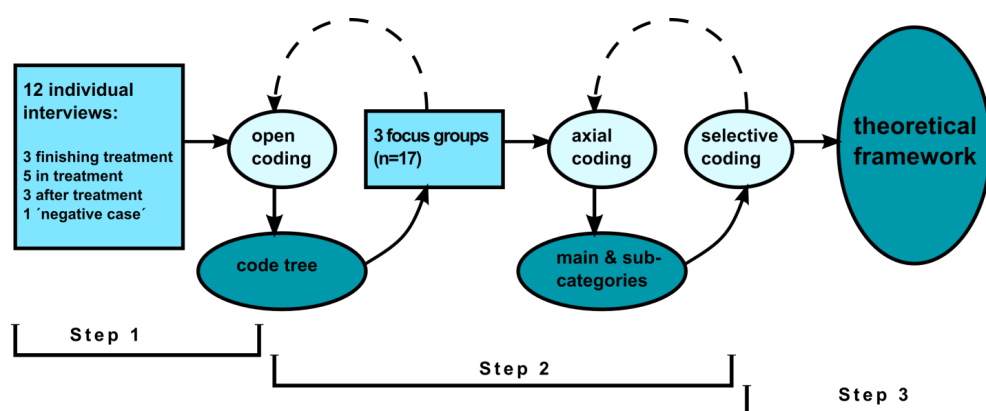 12 individual
interviews:
3 finishing treatment
5 in treatment
3 after treatment
1 ´negative case´
open
coding
code tree
3 focus groups
(n=17)
axial
coding
main & sub-
categories
selective
coding
theoretical
framework
Step 1
Step 2
Step 3